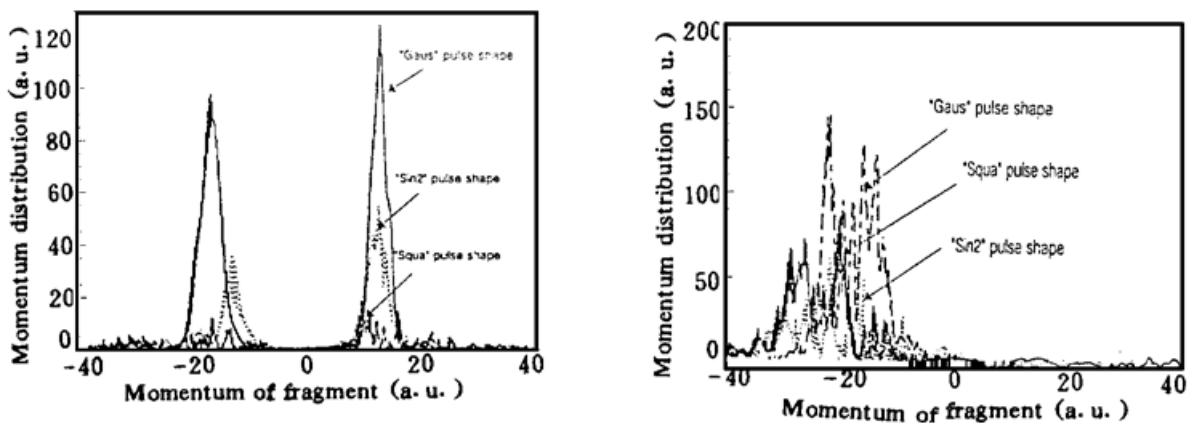 120
100
80
60
40
20
0
-40
-20
0
20
40
Momentum distribution (a. u.)
Momentum of fragment (a. u.)
"Gaus" pulse shape
"Sin2" pulse shape
"Squa" pulse shape
200
150
100
50
0
-40
-20
0
20
40
Momentum distribution (a. u.)
Momentum of fragment (a. u.)
"Gaus" pulse shape
"Squa" pulse shape
"Sin2" pulse shape